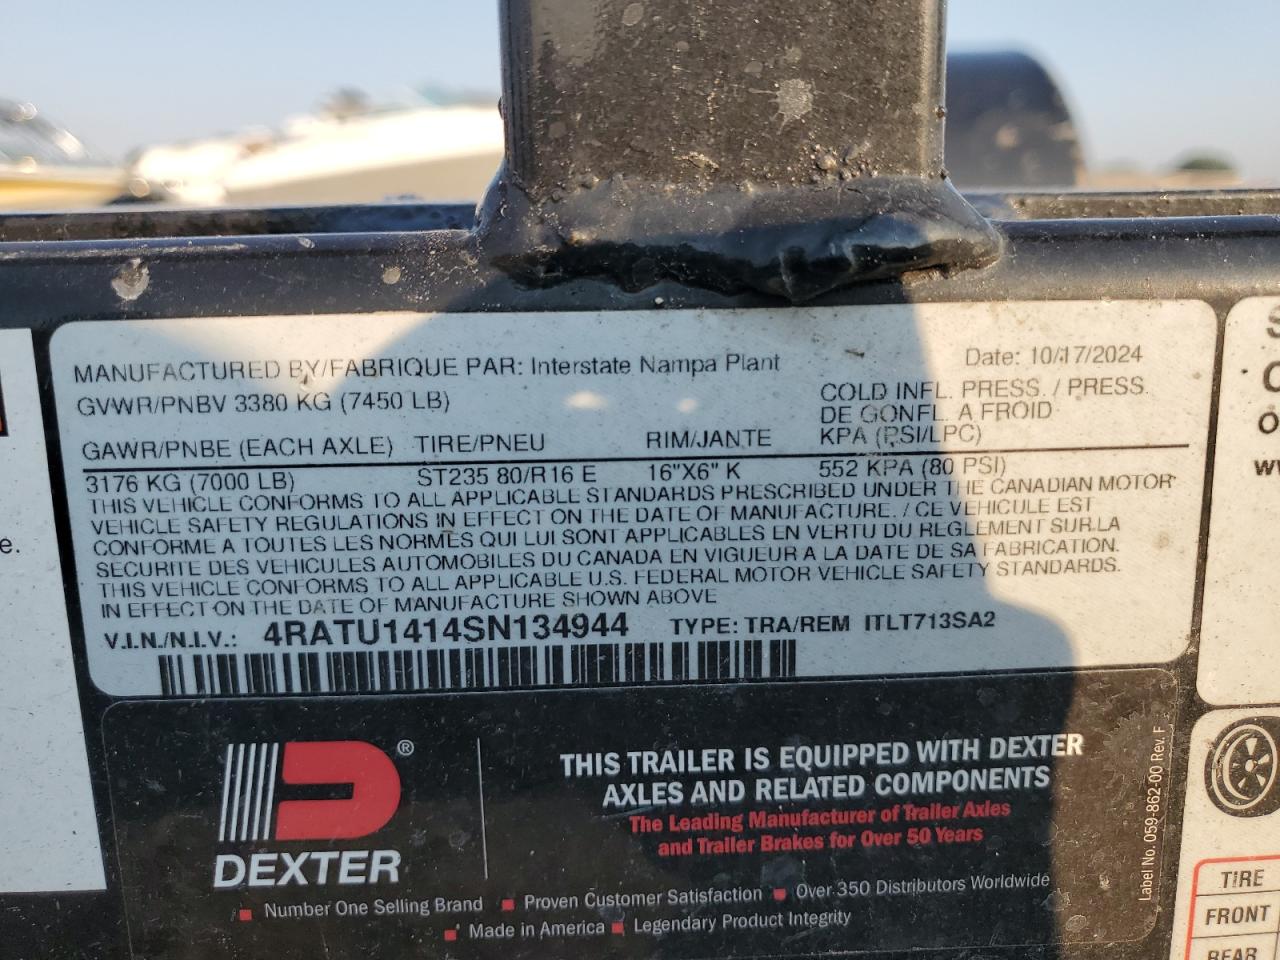 MANUFACTURED BY/FABRIQUE PAR: Interstate Nampa Plant
Date: 10/17/2024
GVWR/PNBV 3380 KG (7450 LB)
COLD INFL. PRESS. / PRESS.
DE GONFL. A FROID
GAWR/PNBE (EACH AXLE) TIRE/PNEU RIM/JANTE KPA (PSI/LPC)
3176 KG (7000 LB) ST235 80/R16 E 16"X6" K 552 KPA (80 PSI)
THIS VEHICLE CONFORMS TO ALL APPLICABLE STANDARDS PRESCRIBED UNDER THE CANADIAN MOTOR
VEHICLE SAFETY REGULATIONS IN EFFECT ON THE DATE OF MANUFACTURE. / CE VEHICULE EST
CONFORME A TOUTES LES NORMES QUI LUI SONT APPLICABLES EN VERTU DU REGLEMENT SUR LA
SECURITE DES VEHICULES AUTOMOBILES DU CANADA EN VIGUEUR A LA DATE DE SA FABRICATION.
THIS VEHICLE CONFORMS TO ALL APPLICABLE U.S. FEDERAL MOTOR VEHICLE SAFETY STANDARDS.
IN EFFECT ON THE DATE OF MANUFACTURE SHOWN ABOVE
V.I.N./N.I.V.: 4RATU1414SN134944 TYPE: TRA/REM ITLT713SA2
®
DEXTER
THIS TRAILER IS EQUIPPED WITH DEXTER
AXLES AND RELATED COMPONENTS
The Leading Manufacturer of Trailer Axles
and Trailer Brakes for Over 50 Years
Number One Selling Brand Proven Customer Satisfaction Over 350 Distributors Worldwide
Made in America Legendary Product Integrity
Label No. 059-862-00 Rev. F
e.
TIRE
FRONT
REAR